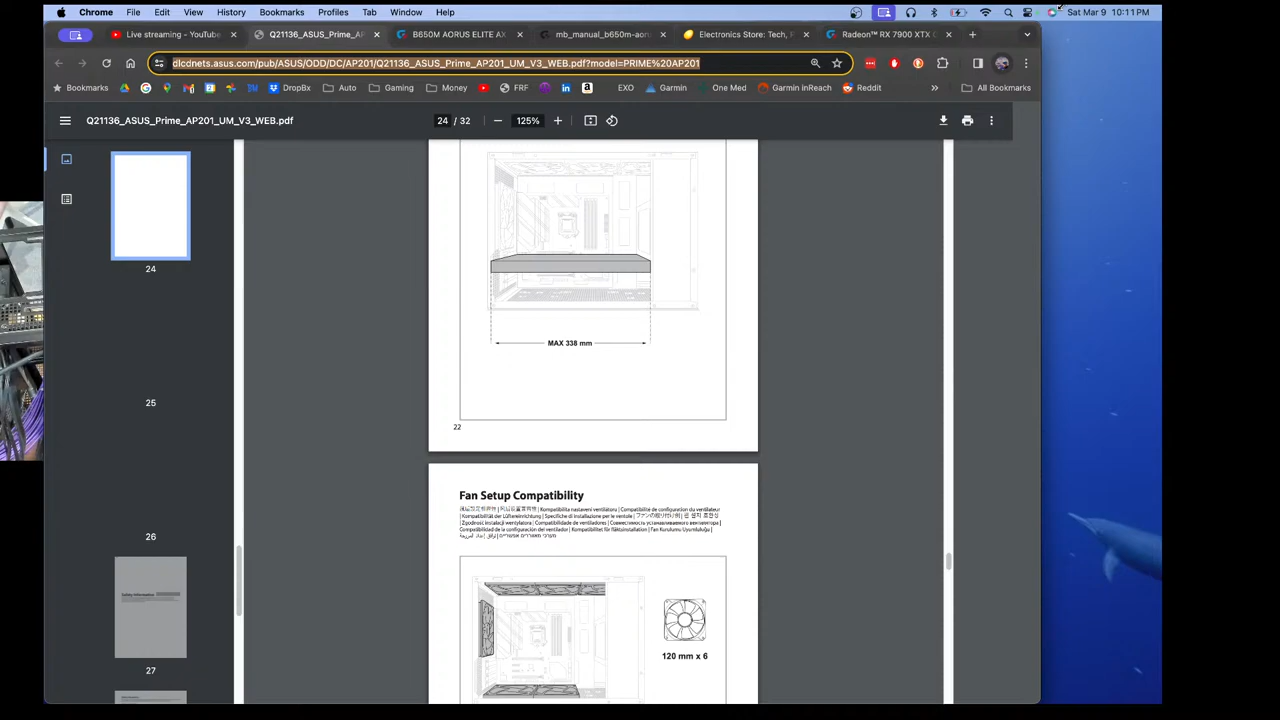 Chrome File Edit View History Bookmarks Profiles Tab Window Help Sat Mar 9 10:11 PM
Live streaming - YouTube Q21136_ASUS_Prime_AP B650M AORUS ELITE AX mb_manual_b650m-aoru Electronics Store: Tech, F Radeon™ RX 7900 XTX G
dlcdnets.asus.com/pub/ASUS/ODD/DC/AP201/Q21136_ASUS_Prime_AP201_UM_V3_WEB.pdf?model=PRIME%20AP201
Bookmarks DropBx Auto Gaming Money FRF EXO Garmin One Med Garmin inReach Reddit » All Bookmarks
Q21136_ASUS_Prime_AP201_UM_V3_WEB.pdf 24 / 32 125%
24
25
26
27
MAX 338 mm
22
Fan Setup Compatibility
120 mm x 6